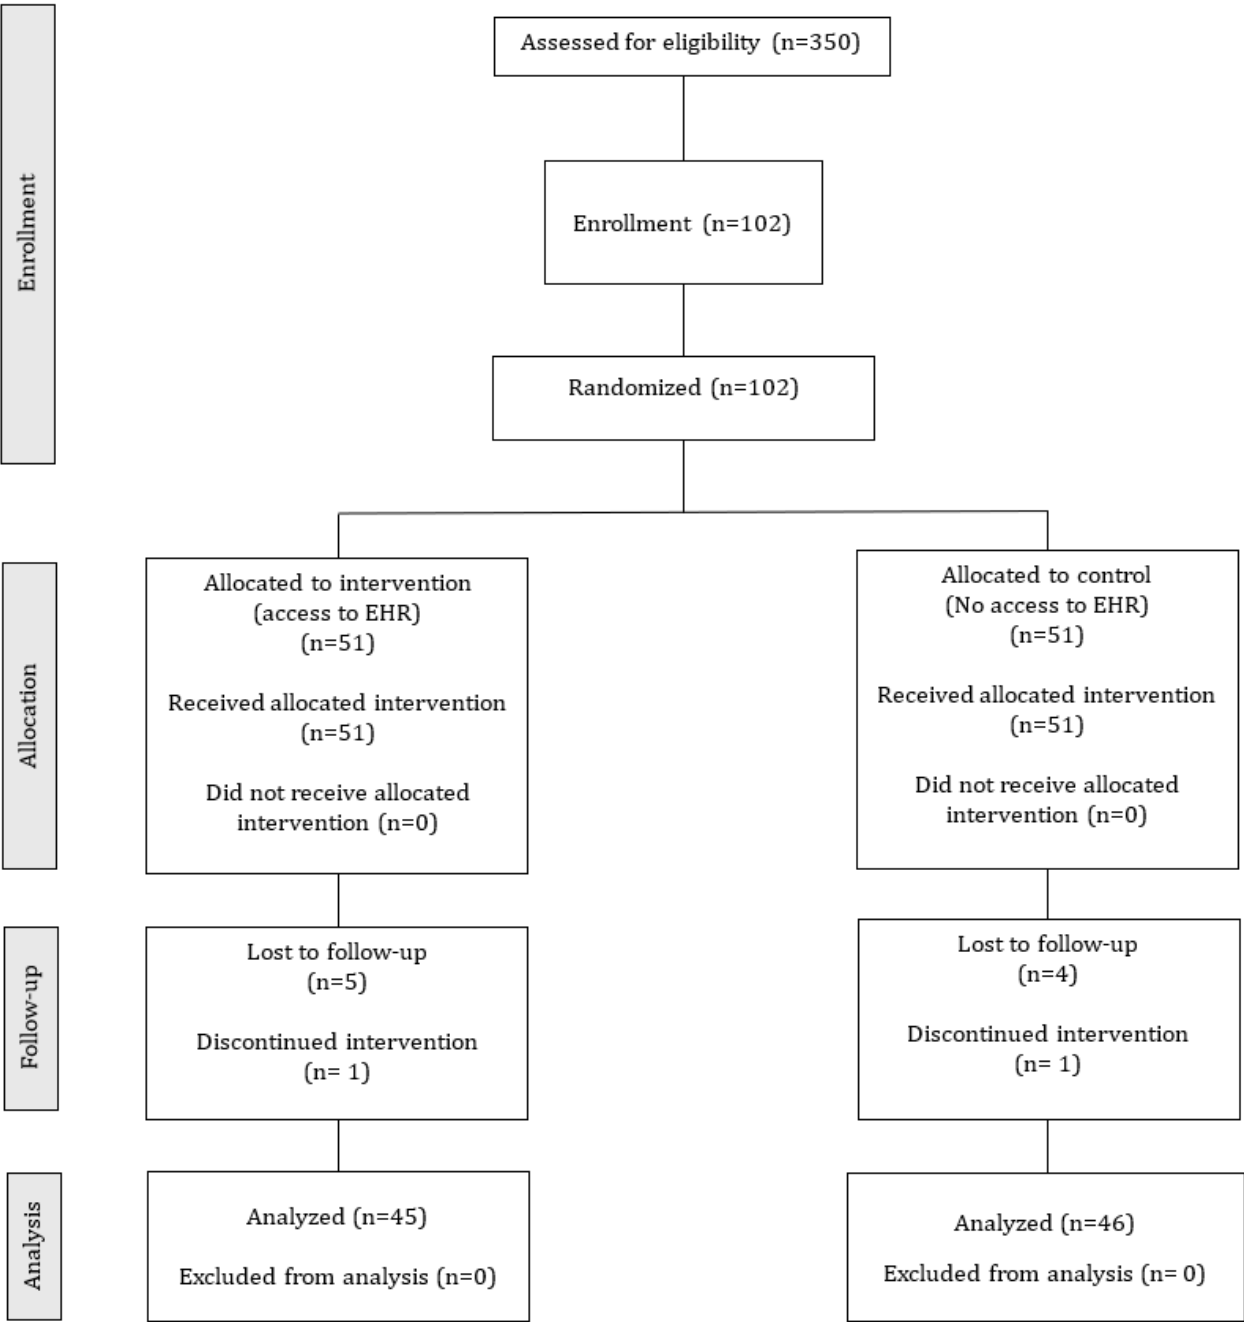 Enrollment
Assessed for eligibility (n=350)
Enrollment (n=102)
Randomized (n=102)
Allocation
Allocated to intervention
(access to EHR)
(n=51)
Received allocated intervention
(n=51)
Did not receive allocated
intervention (n=0)
Allocated to control
(No access to EHR)
(n=51)
Received allocated intervention
(n=51)
Did not receive allocated
intervention (n=0)
Follow-up
Lost to follow-up
(n=5)
Discontinued intervention
(n= 1)
Lost to follow-up
(n=4)
Discontinued intervention
(n= 1)
Analysis
Analyzed (n=45)
Excluded from analysis (n=0)
Analyzed (n=46)
Excluded from analysis (n= 0)